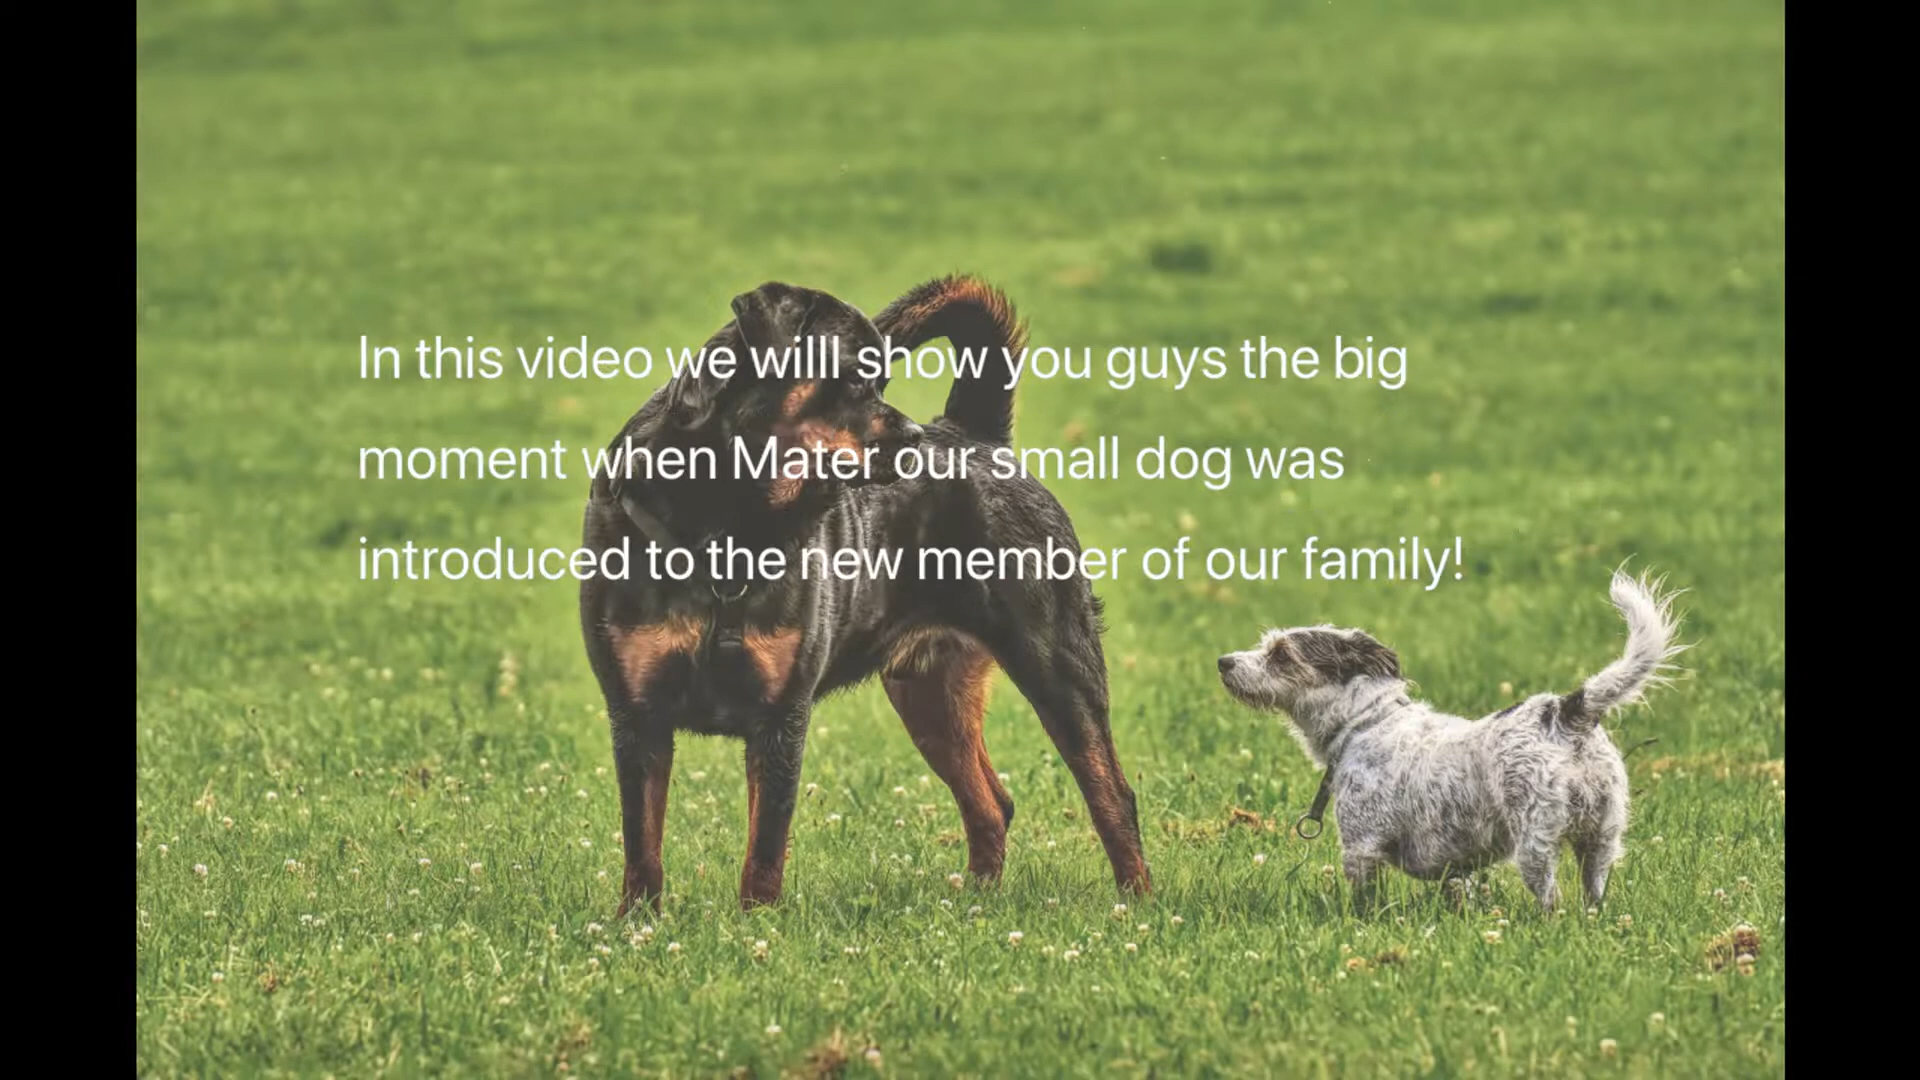 In this video we willl show you guys the big
moment when Mater our small dog was
introduced to the new member of our family!